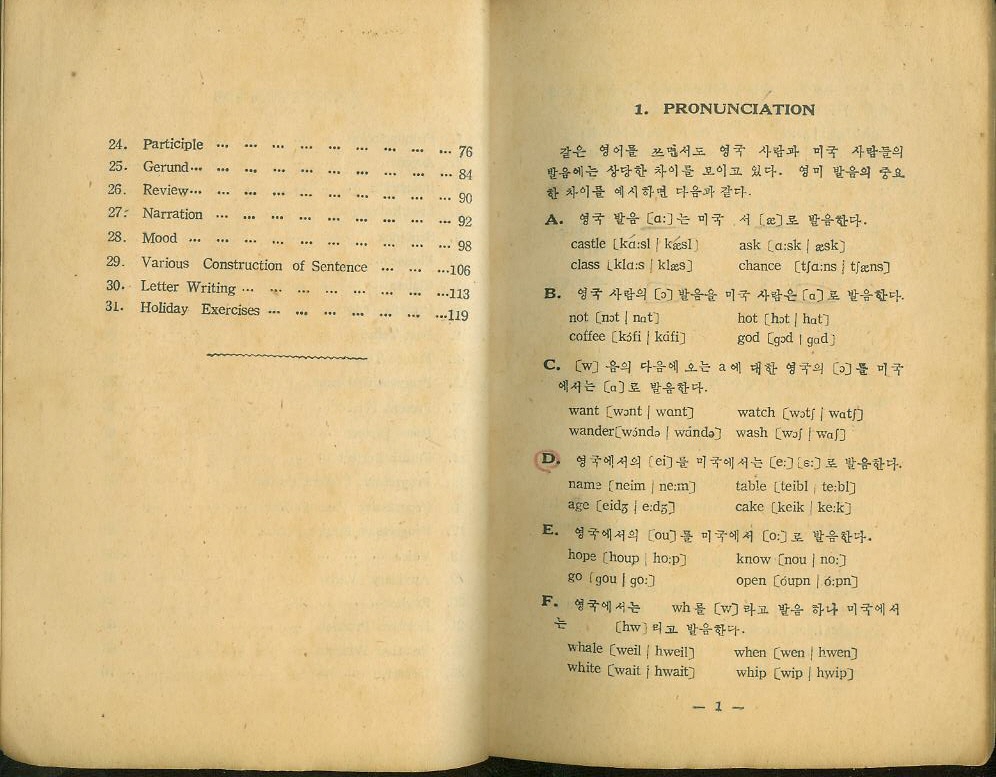 24. Participle ... ... ... ... ... ... ... ... ... 76
25. Gerund... ... ... ... ... ... ... ... ... 84
26. Review... ... ... ... ... ... ... ... ... 90
27. Narration ... ... ... ... ... ... ... ... ... 92
28. Mood ... ... ... ... ... ... ... ... ... ... 98
29. Various Construction of Sentence ... ... ... ...106
30. Letter Writing ... ... ... ... ... ... ... ...113
31. Holiday Exercises ... ... ... ... ... ... ...119
1. PRONUNCIATION
같은 영어를 쓰면서도 영국 사람과 미국 사람들의
발음에는 상당한 차이를 보이고 있다. 영미 발음의 중요
한 차이를 예시하면 다음과 같다.
A. 영국 발음 [ɑ:]는 미국 서 [æ]로 발음한다.
castle [kɑ́:sl | kǽsl] ask [ɑ:sk | æsk]
class [klɑ:s | klæs] chance [tʃɑ:ns | tʃæns]
B. 영국 사람의 [ɔ] 발음을 미국 사람은 [ɑ]로 발음한다.
not [nɔt | nɑt] hot [hɔt | hɑt]
coffee [kɔ́fi | kɑ́fi] god [gɔd | gɑd]
C. [w] 음의 다음에 오는 a에 대한 영국의 [ɔ]를 미국
에서는 [ɑ]로 발음한다.
want [wɔnt | wɑnt] watch [wɔtʃ | wɑtʃ]
wander[wɔ́ndə | wɑ́ndə] wash [wɔʃ | wɑʃ]
D. 영국에서의 [ei]를 미국에서는 [e:] [ɛ:]로 발음한다.
name [neim | ne:m] table [teibl | te:bl]
age [eidʒ | e:dʒ] cake [keik | ke:k]
E. 영국에서의 [ou]를 미국에서 [o:]로 발음한다.
hope [houp | ho:p] know [nou | no:]
go [gou | go:] open [óupn | ó:pn]
F. 영국에서는 wh를 [w]라고 발음 하나 미국에서
는 [hw]라고 발음한다.
whale [weil | hweil] when [wen | hwen]
white [wait | hwait] whip [wip | hwip]
— 1 —